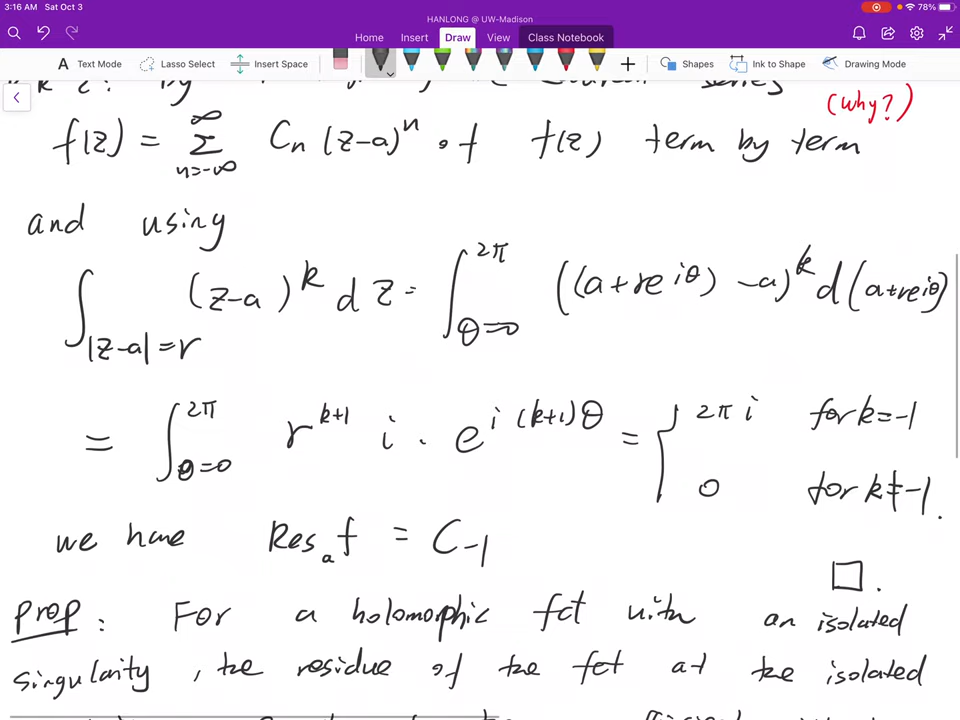 3:16 AM Sat Oct 3
78%
HANLONG @ UW-Madison
Home Insert Draw View Class Notebook
Text Mode Lasso Select Insert Space Shapes Ink to Shape Drawing Mode
by series
(why?)
f(z) = ∑_{n=-∞}^{∞} C_n (z-a)^n of f(z) term by term
and using
∫_{|z-a|=r} (z-a)^k dz = ∫_{θ=0}^{2π} ((a+re^{iθ}) -a)^k d(a+re^{iθ})
= ∫_{θ=0}^{2π} r^{k+1} i · e^{i(k+1)θ} = { 2πi for k=-1
0 for k≠-1.
we have Res_a f = C_{-1}
□.
Prop: For a holomorphic fct with an isolated
singularity, the residue of the fct at the isolated